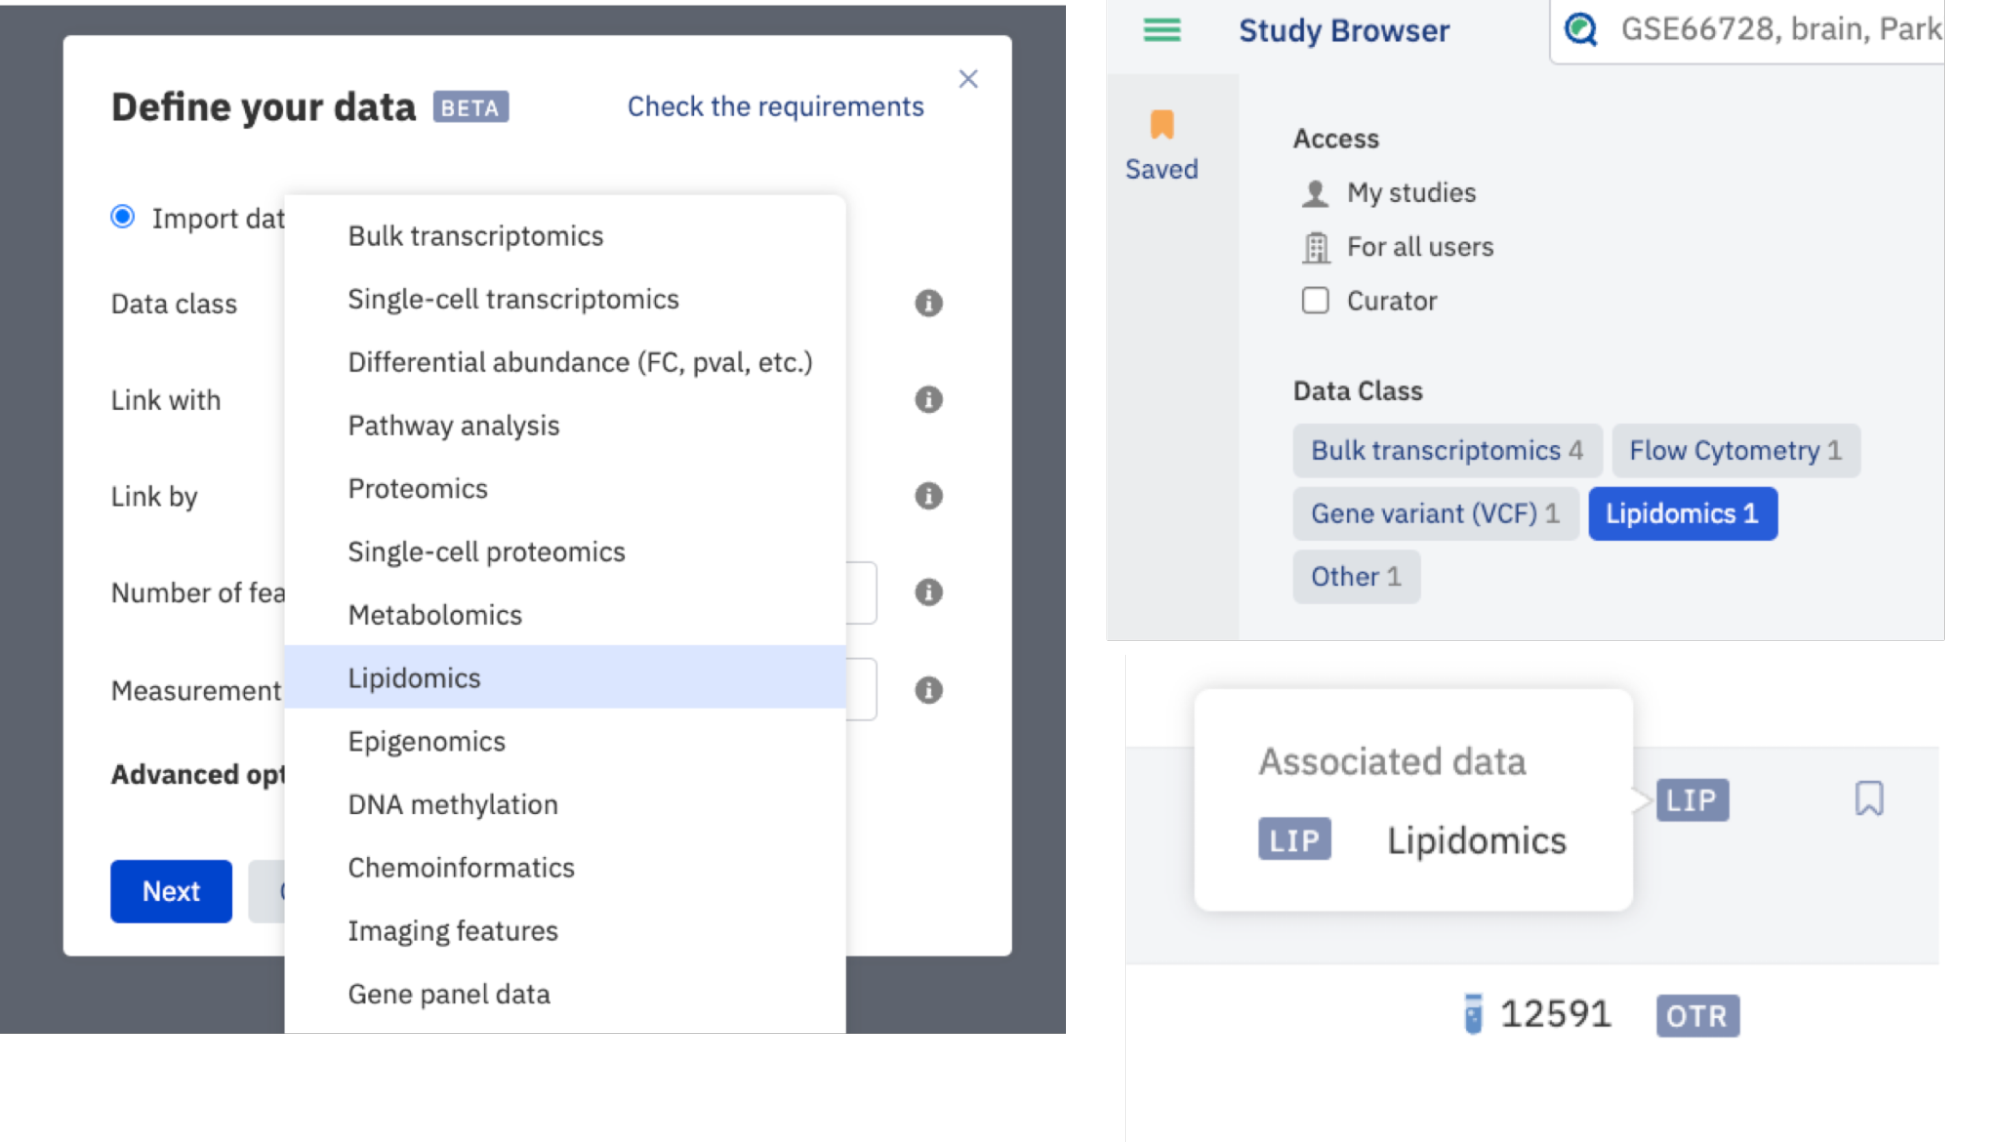 Define your data BETA
Check the requirements
Import dat
Data class
Link with
Link by
Number of fea
Measurement
Advanced opt
Next
Bulk transcriptomics
Single-cell transcriptomics
Differential abundance (FC, pval, etc.)
Pathway analysis
Proteomics
Single-cell proteomics
Metabolomics
Lipidomics
Epigenomics
DNA methylation
Chemoinformatics
Imaging features
Gene panel data
Study Browser
GSE66728, brain, Park
Saved
Access
My studies
For all users
Curator
Data Class
Bulk transcriptomics 4
Flow Cytometry 1
Gene variant (VCF) 1
Lipidomics 1
Other 1
Associated data
LIP Lipidomics
LIP
12591 OTR